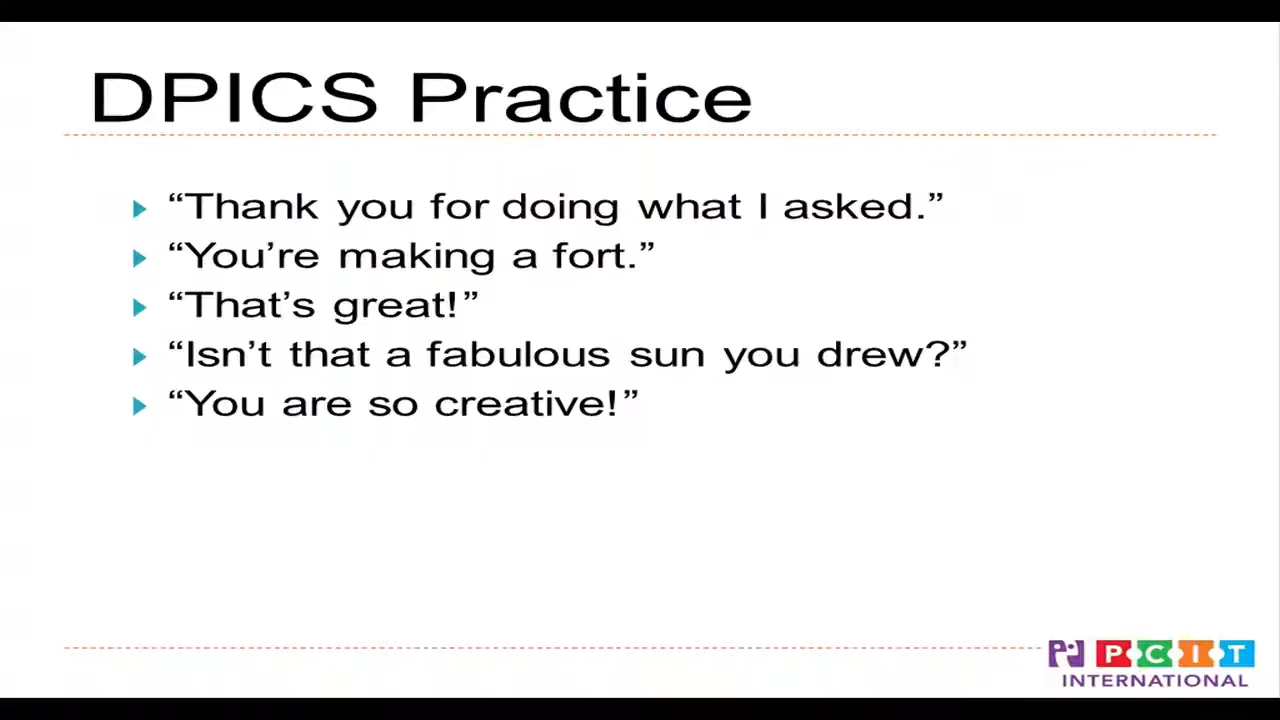 DPICS Practice
“Thank you for doing what I asked.”
“You’re making a fort.”
“That’s great!”
“Isn’t that a fabulous sun you drew?”
“You are so creative!”
PCIT
INTERNATIONAL